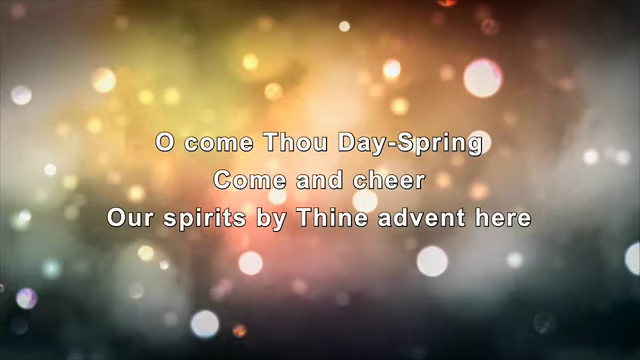 O come Thou Day-Spring
Come and cheer
Our spirits by Thine advent here